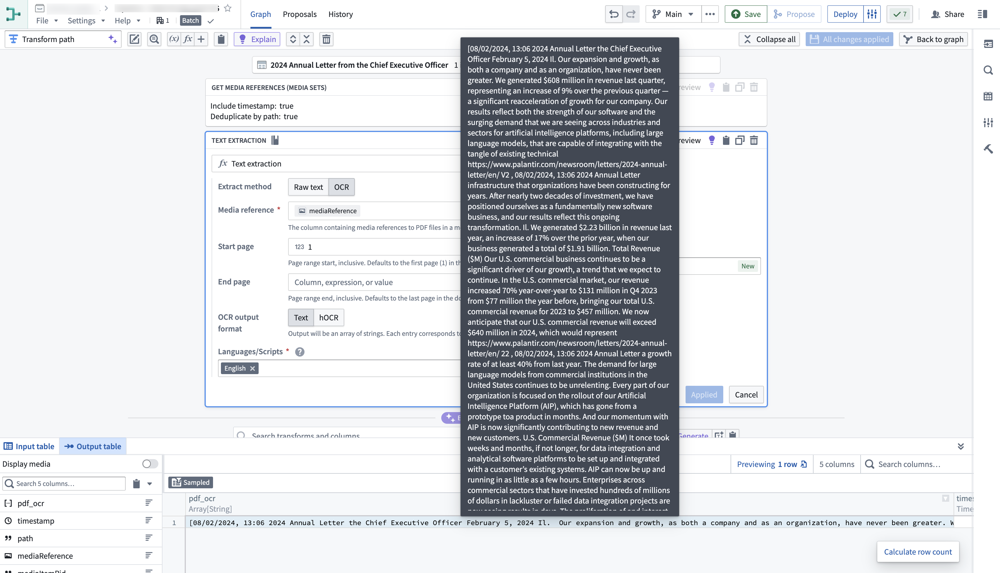 File
Settings
Help
1
Batch
Graph
Proposals
History
Main
Save
Propose
Deploy
7
Share
Transform path
(x)
fx
Explain
Collapse all
All changes applied
Back to graph
2024 Annual Letter from the Chief Executive Officer 1
GET MEDIA REFERENCES (MEDIA SETS)
review
Include timestamp: true
Deduplicate by path: true
TEXT EXTRACTION
review
fx Text extraction
Extract method
Raw text
OCR
Media reference *
mediaReference
The column containing media references to PDF files in a
Start page
123 1
Page range start, inclusive. Defaults to the first page (1) in
New
End page
Column, expression, or value
Page range end, inclusive. Defaults to the last page in the
OCR output format
Text
hOCR
Output will be an array of strings. Each entry corresponds
Languages/Scripts *
?
English
Applied
Cancel
[08/02/2024, 13:06 2024 Annual Letter the Chief Executive
Officer February 5, 2024 Il. Our expansion and growth, as
both a company and as an organization, have never been
greater. We generated $608 million in revenue last quarter,
representing an increase of 9% over the previous quarter —
a significant reacceleration of growth for our company. Our
results reflect both the strength of our software and the
surging demand that we are seeing across industries and
sectors for artificial intelligence platforms, including large
language models, that are capable of integrating with the
tangle of existing technical
https://www.palantir.com/newsroom/letters/2024-annual-
letter/en/ V2 , 08/02/2024, 13:06 2024 Annual Letter
infrastructure that organizations have been constructing for
years. After nearly two decades of investment, we have
positioned ourselves as a fundamentally new software
business, and our results reflect this ongoing
transformation. Il. We generated $2.23 billion in revenue last
year, an increase of 17% over the prior year, when our
business generated a total of $1.91 billion. Total Revenue
($M) Our U.S. commercial business continues to be a
significant driver of our growth, a trend that we expect to
continue. In the U.S. commercial market, our revenue
increased 70% year-over-year to $131 million in Q4 2023
from $77 million the year before, bringing our total U.S.
commercial revenue for 2023 to $457 million. We now
anticipate that our U.S. commercial revenue will exceed
$640 million in 2024, which would represent
https://www.palantir.com/newsroom/letters/2024-annual-
letter/en/ 22 , 08/02/2024, 13:06 2024 Annual Letter a growth
rate of at least 40% from last year. The demand for large
language models from commercial institutions in the
United States continues to be unrelenting. Every part of our
organization is focused on the rollout of our Artificial
Intelligence Platform (AIP), which has gone from a
prototype toa product in months. And our momentum with
AIP is now significantly contributing to new revenue and
new customers. U.S. Commercial Revenue ($M) It once took
weeks and months, if not longer, for data integration and
analytical software platforms to be set up and integrated
with a customer’s existing systems. AIP can now be up and
running in as little as a few hours. Enterprises across
commercial sectors that have invested hundreds of millions
of dollars in lackluster or failed data integration projects are
now seeing results in days. The proliferation of and interest
Search transforms and columns
Generate
Input table
Output table
Display media
Previewing 1 row
5 columns
Search columns...
Search 5 columns...
Sampled
pdf_ocr
timestamp
path
mediaReference
mediaItemRid
pdf_ocr
Array[String]
times
Time
1
[08/02/2024, 13:06 2024 Annual Letter the Chief Executive Officer February 5, 2024 Il. Our expansion and growth, as both a company and as an organization, have never been greater. W
Calculate row count